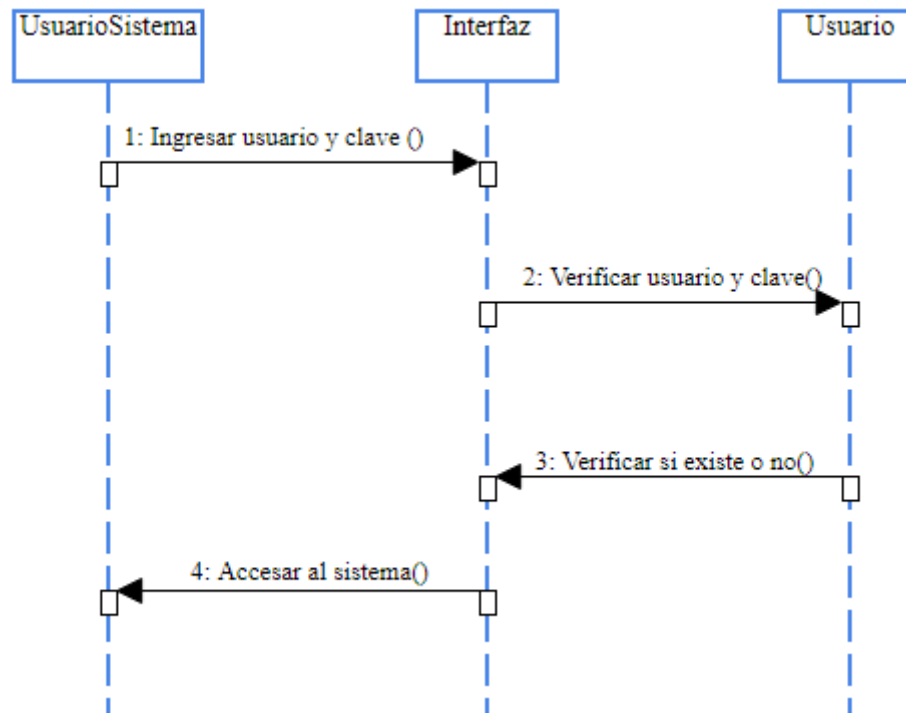 UsuarioSistema
Interfaz
Usuario
1: Ingresar usuario y clave ()
2: Verificar usuario y clave()
3: Verificar si existe o no()
4: Accesar al sistema()